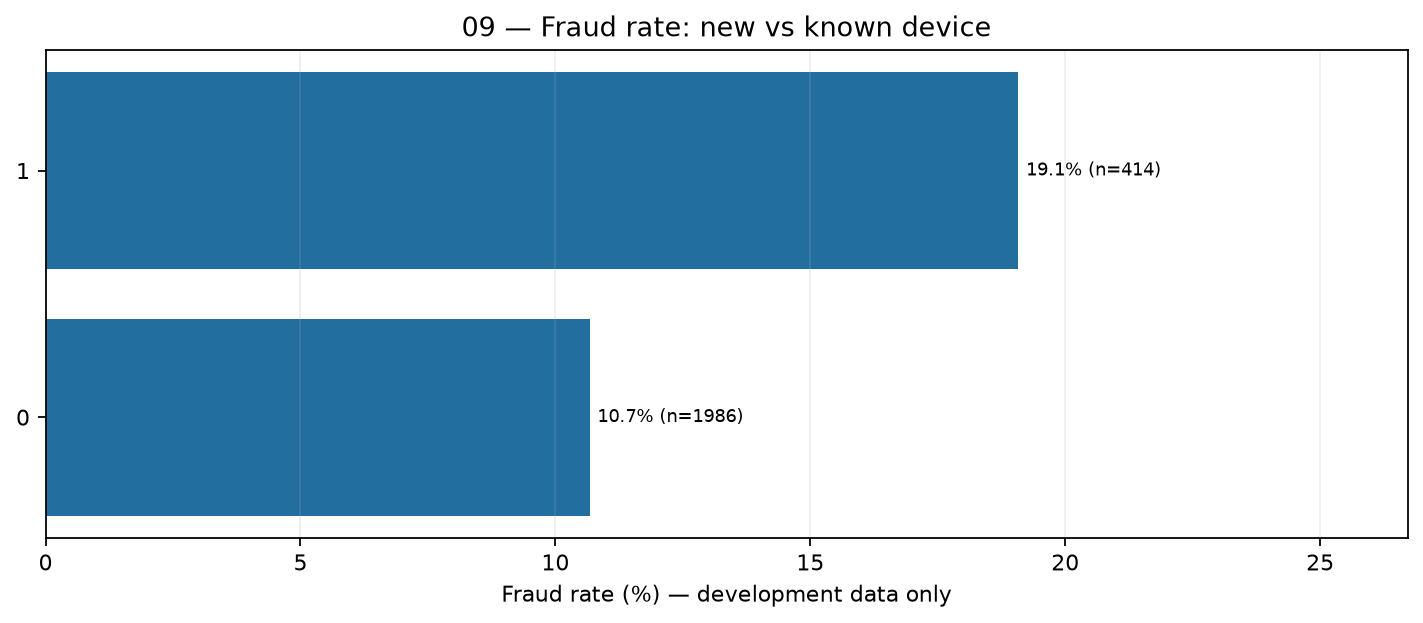 09 — Fraud rate: new vs known device
1
19.1% (n=414)
0
10.7% (n=1986)
0 5 10 15 20 25
Fraud rate (%) — development data only